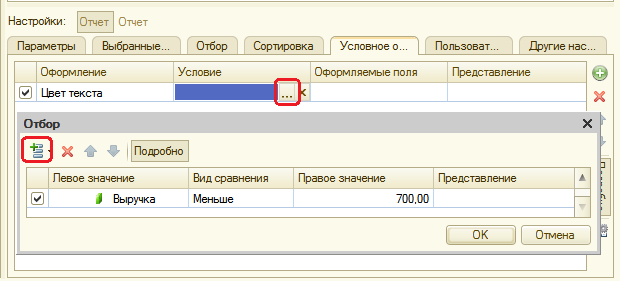 Настройки: Отчет Отчет
Параметры Выбранные... Отбор Сортировка Условное о... Пользоват... Другие нас...
Оформление Условие Оформляемые поля Представление
Цвет текста ... x
Отбор
Подробно
Левое значение Вид сравнения Правое значение Представление
Выручка Меньше 700,00
OK Отмена